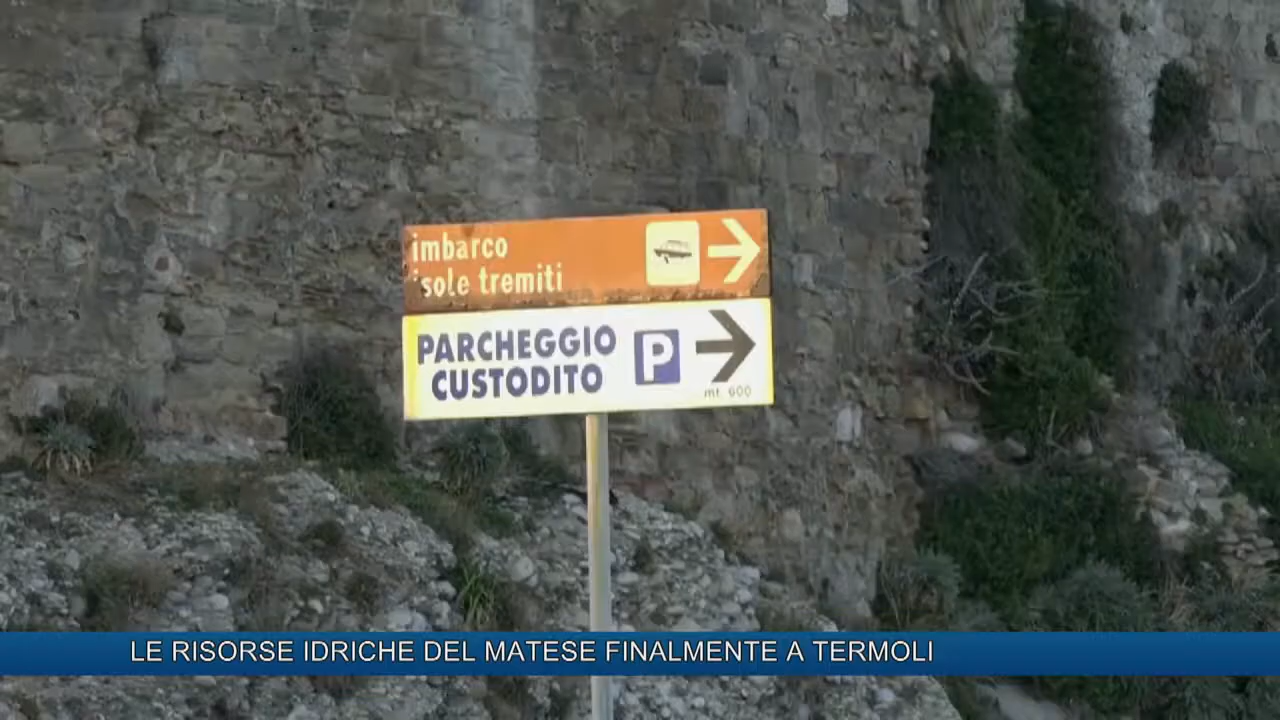 imbarco
isole tremiti
PARCHEGGIO
CUSTODITO
P
mt. 600
LE RISORSE IDRICHE DEL MATESE FINALMENTE A TERMOLI